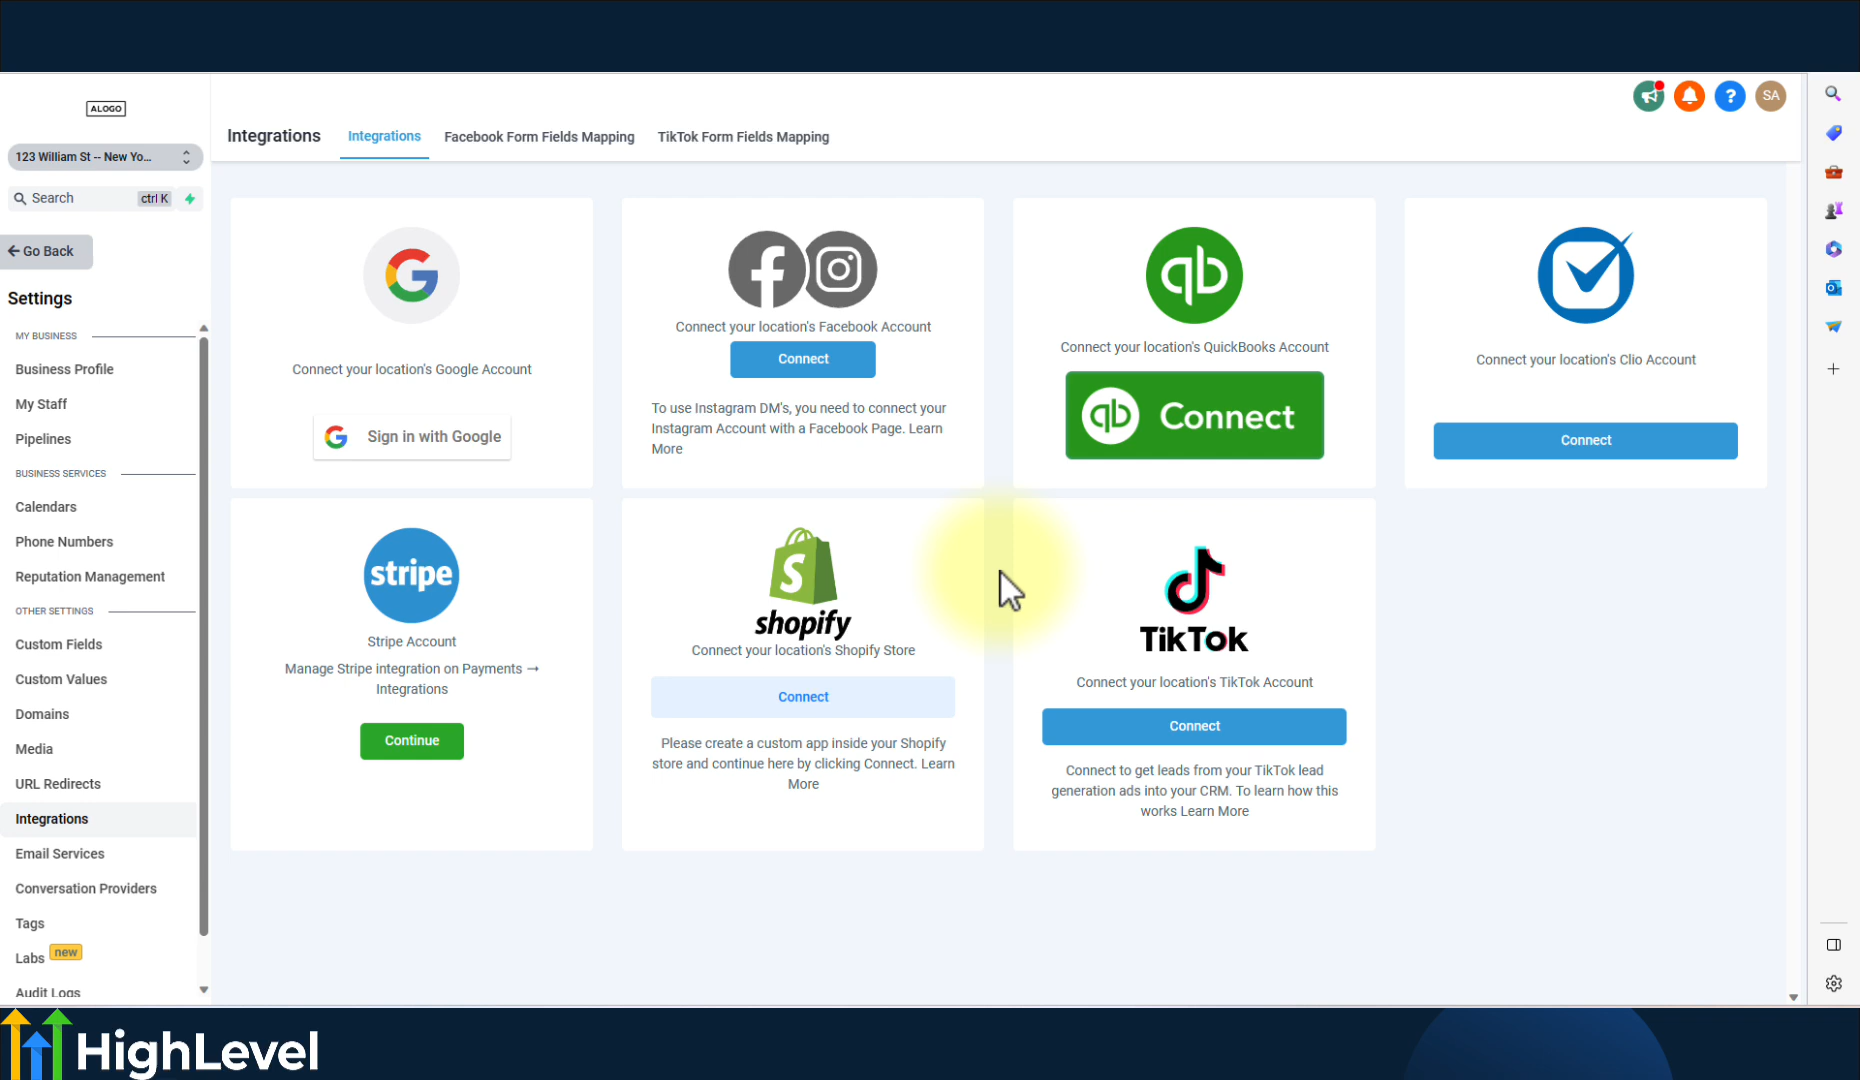 ALOGO
123 William St -- New Yo...
Search
ctrl K
Go Back
Settings
MY BUSINESS
Business Profile
My Staff
Pipelines
BUSINESS SERVICES
Calendars
Phone Numbers
Reputation Management
OTHER SETTINGS
Custom Fields
Custom Values
Domains
Media
URL Redirects
Integrations
Email Services
Conversation Providers
Tags
Labs new
Audit Logs
Integrations
Integrations
Facebook Form Fields Mapping
TikTok Form Fields Mapping
?
SA
Connect your location's Google Account
Sign in with Google
Connect your location's Facebook Account
Connect
To use Instagram DM's, you need to connect your
Instagram Account with a Facebook Page. Learn
More
qb
Connect your location's QuickBooks Account
qb Connect
Connect your location's Clio Account
Connect
stripe
Stripe Account
Manage Stripe integration on Payments →
Integrations
Continue
shopify
Connect your location's Shopify Store
Connect
Please create a custom app inside your Shopify
store and continue here by clicking Connect. Learn
More
TikTok
Connect your location's TikTok Account
Connect
Connect to get leads from your TikTok lead
generation ads into your CRM. To learn how this
works Learn More
HighLevel